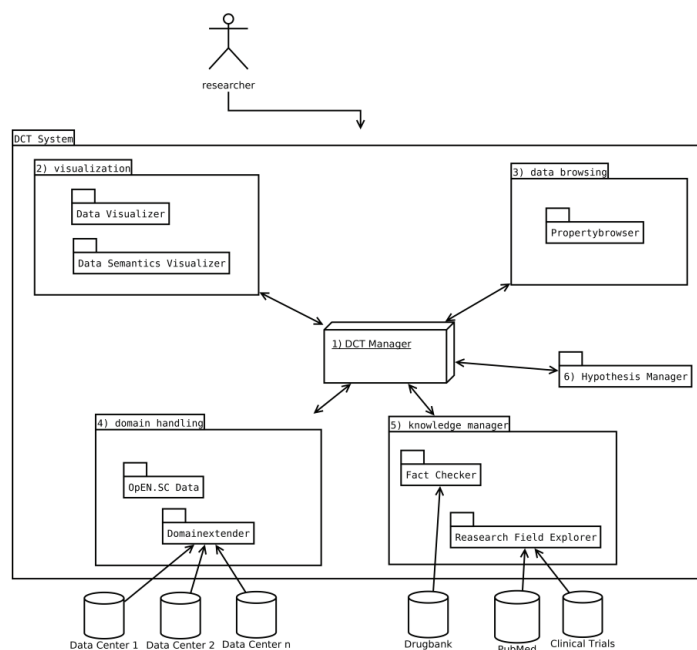 researcher
DCT System
2) visualization
Data Visualizer
Data Semantics Visualizer
3) data browsing
Propertybrowser
1) DCT Manager
6) Hypothesis Manager
4) domain handling
OpEN.SC Data
Domainextender
5) knowledge manager
Fact Checker
Reasearch Field Explorer
Data Center 1
Data Center 2
Data Center n
Drugbank
PubMed
Clinical Trials